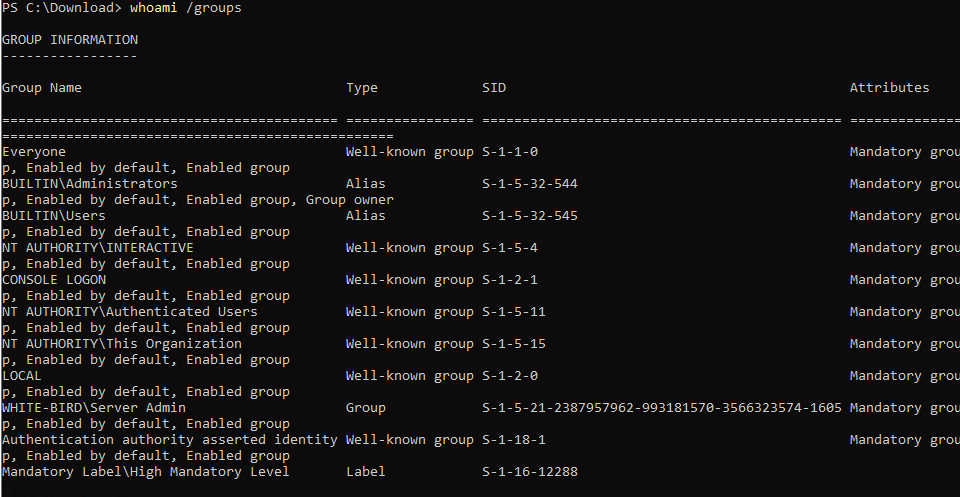 PS C:\Download> whoami /groups
GROUP INFORMATION
-----------------
Group Name                                 Type             SID                                           Attributes
========================================== ================ ============================================= ==============
=================================================
Everyone                                   Well-known group S-1-1-0                                       Mandatory grou
p, Enabled by default, Enabled group
BUILTIN\Administrators                     Alias            S-1-5-32-544                                  Mandatory grou
p, Enabled by default, Enabled group, Group owner
BUILTIN\Users                              Alias            S-1-5-32-545                                  Mandatory grou
p, Enabled by default, Enabled group
NT AUTHORITY\INTERACTIVE                   Well-known group S-1-5-4                                       Mandatory grou
p, Enabled by default, Enabled group
CONSOLE LOGON                              Well-known group S-1-2-1                                       Mandatory grou
p, Enabled by default, Enabled group
NT AUTHORITY\Authenticated Users           Well-known group S-1-5-11                                      Mandatory grou
p, Enabled by default, Enabled group
NT AUTHORITY\This Organization             Well-known group S-1-5-15                                      Mandatory grou
p, Enabled by default, Enabled group
LOCAL                                      Well-known group S-1-2-0                                       Mandatory grou
p, Enabled by default, Enabled group
WHITE-BIRD\Server Admin                    Group            S-1-5-21-2387957962-993181570-3566323574-1605 Mandatory grou
p, Enabled by default, Enabled group
Authentication authority asserted identity Well-known group S-1-18-1                                      Mandatory grou
p, Enabled by default, Enabled group
Mandatory Label\High Mandatory Level       Label            S-1-16-12288